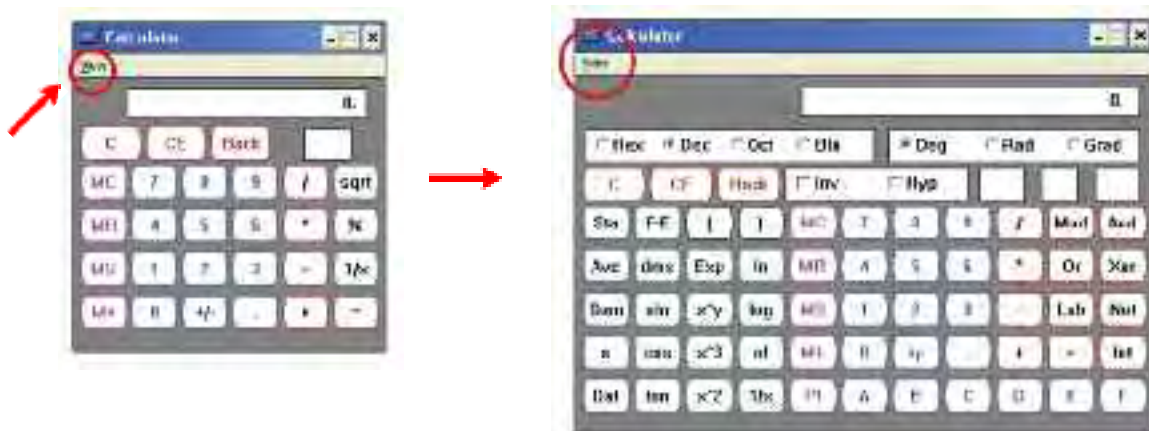 Calculator
0.
C CE Back
MC 7 8 9 / sqrt
MR 4 5 6 * %
MS 1 2 3 - 1/x
M+ 0 +/- . + =
Calculator
0.
Hex Dec Oct Bin Deg Rad Grad
C CE Back Inv Hyp
Sta F-E ( ) MC 7 8 9 / Mod And
Ave dms Exp ln MR 4 5 6 * Or Xor
Sum sin x^y log MS 1 2 3 - Lsh Not
s cos x^3 n! 0 + = Int
Dat tan x^2 1/x PI A B C D E F